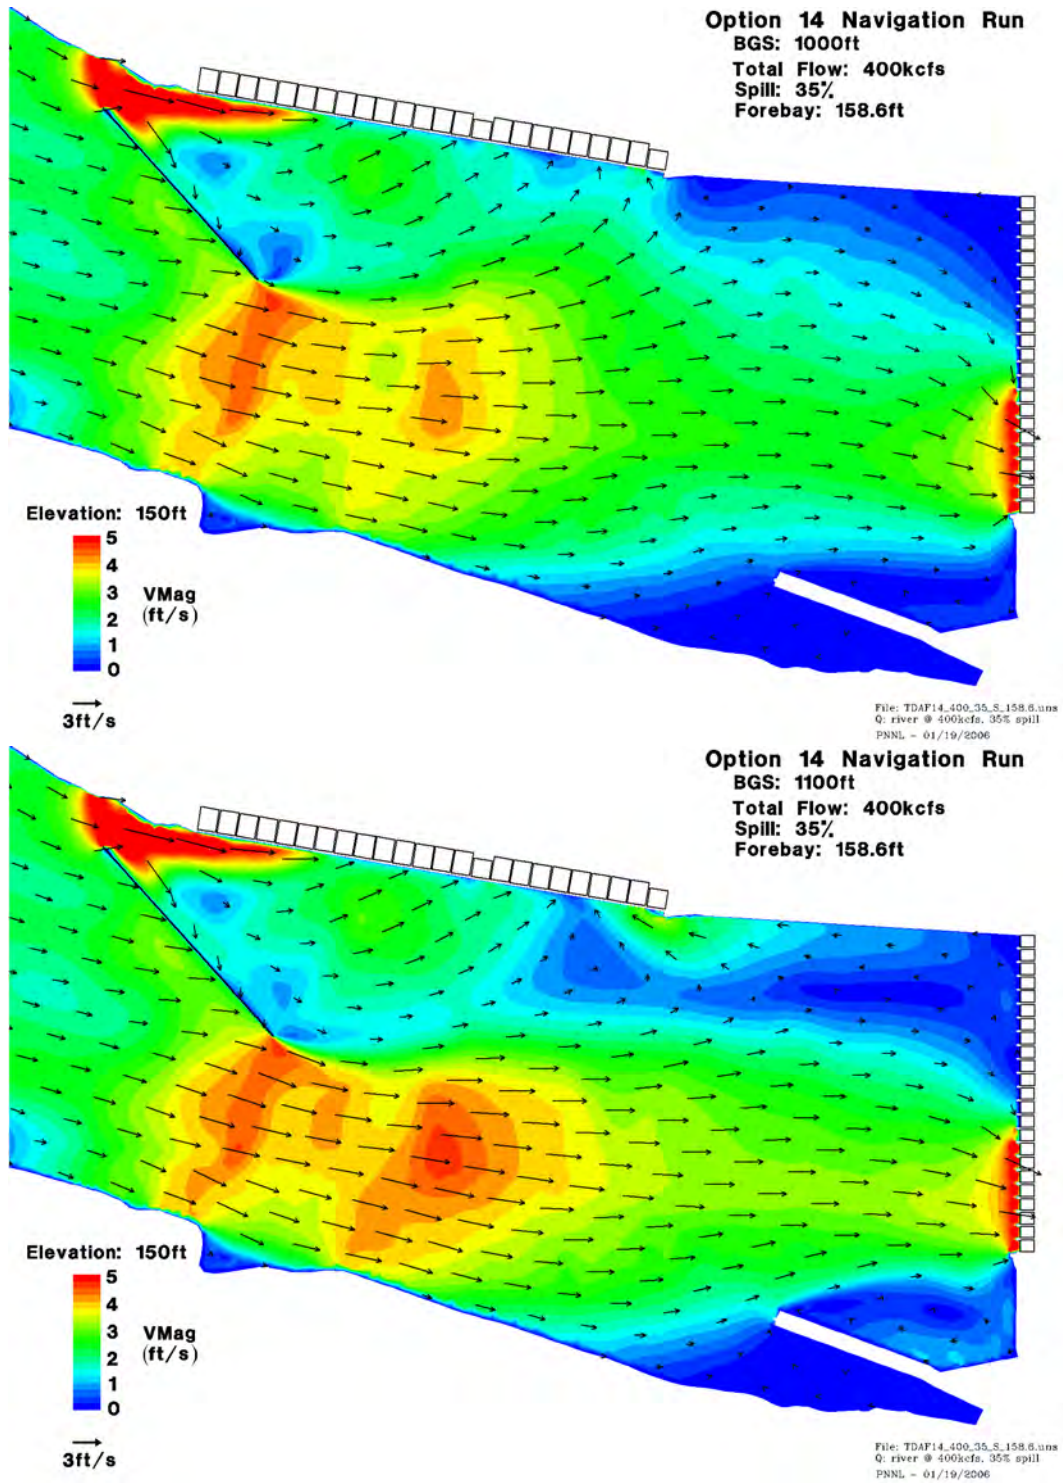 Option 14 Navigation Run
BGS: 1000ft
Total Flow: 400kcfs
Spill: 35%
Forebay: 158.6ft
Elevation: 150ft
5
4
3
2
1
0
VMag
(ft/s)
3ft/s
File: TDAF14_400_35_S_158.6.uns
Q: river @ 400kcfs, 35% spill
PNNL - 01/19/2006
Option 14 Navigation Run
BGS: 1100ft
Total Flow: 400kcfs
Spill: 35%
Forebay: 158.6ft
Elevation: 150ft
5
4
3
2
1
0
VMag
(ft/s)
3ft/s
File: TDAF14_400_35_S_158.6.uns
Q: river @ 400kcfs, 35% spill
PNNL - 01/19/2006